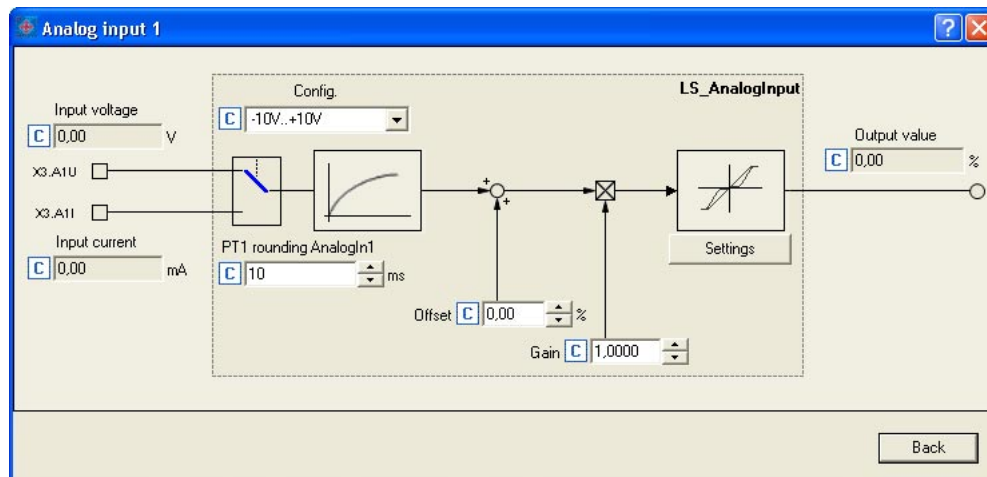 Analog input 1
LS_AnalogInput
Config.
C -10V..+10V
Input voltage
C 0,00 V
Output value
C 0,00 %
X3.A1U
X3.A1I
Input current
C 0,00 mA
PT1 rounding AnalogIn1
C 10 ms
+
+
Settings
Offset C 0,00 %
Gain C 1,0000
Back